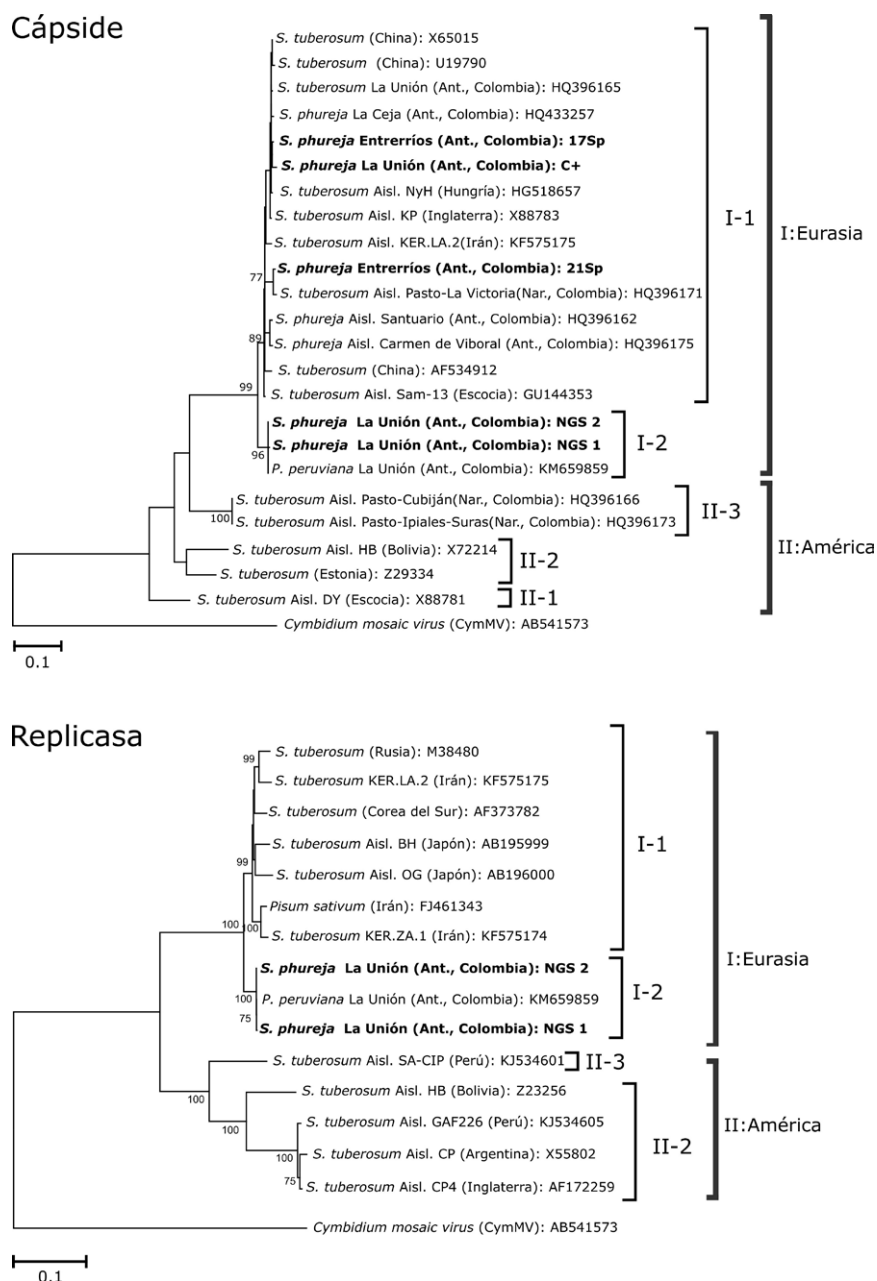 Cápside
S. tuberosum (China): X65015
S. tuberosum (China): U19790
S. tuberosum La Unión (Ant., Colombia): HQ396165
S. phureja La Ceja (Ant., Colombia): HQ433257
S. phureja Entrerríos (Ant., Colombia): 17Sp
S. phureja La Unión (Ant., Colombia): C+
S. tuberosum Aisl. NyH (Hungría): HG518657
S. tuberosum Aisl. KP (Inglaterra): X88783
I-1
I:Eurasia
S. tuberosum Aisl. KER.LA.2(Irán): KF575175
S. phureja Entrerríos (Ant., Colombia): 21Sp
77
S. tuberosum Aisl. Pasto-La Victoria(Nar., Colombia): HQ396171
S. phureja Aisl. Santuario (Ant., Colombia): HQ396162
89
S. phureja Aisl. Carmen de Viboral (Ant., Colombia): HQ396175
S. tuberosum (China): AF534912
99
S. tuberosum Aisl. Sam-13 (Escocia): GU144353
S. phureja La Unión (Ant., Colombia): NGS 2
S. phureja La Unión (Ant., Colombia): NGS 1
I-2
96
P. peruviana La Unión (Ant., Colombia): KM659859
S. tuberosum Aisl. Pasto-Cubiján(Nar., Colombia): HQ396166
II-3
100
S. tuberosum Aisl. Pasto-Ipiales-Suras(Nar., Colombia): HQ396173
II:América
S. tuberosum Aisl. HB (Bolivia): X72214
II-2
S. tuberosum (Estonia): Z29334
S. tuberosum Aisl. DY (Escocia): X88781
II-1
Cymbidium mosaic virus (CymMV): AB541573
0.1
Replicasa
S. tuberosum (Rusia): M38480
99
S. tuberosum KER.LA.2 (Irán): KF575175
S. tuberosum (Corea del Sur): AF373782
S. tuberosum Aisl. BH (Japón): AB195999
I-1
99
S. tuberosum Aisl. OG (Japón): AB196000
Pisum sativum (Irán): FJ461343
100
100
S. tuberosum KER.ZA.1 (Irán): KF575174
I:Eurasia
S. phureja La Unión (Ant., Colombia): NGS 2
100
P. peruviana La Unión (Ant., Colombia): KM659859
I-2
75
S. phureja La Unión (Ant., Colombia): NGS 1
S. tuberosum Aisl. SA-CIP (Perú): KJ534601
II-3
100
S. tuberosum Aisl. HB (Bolivia): Z23256
S. tuberosum Aisl. GAF226 (Perú): KJ534605
II:América
100
II-2
100
S. tuberosum Aisl. CP (Argentina): X55802
75
S. tuberosum Aisl. CP4 (Inglaterra): AF172259
Cymbidium mosaic virus (CymMV): AB541573
0.1